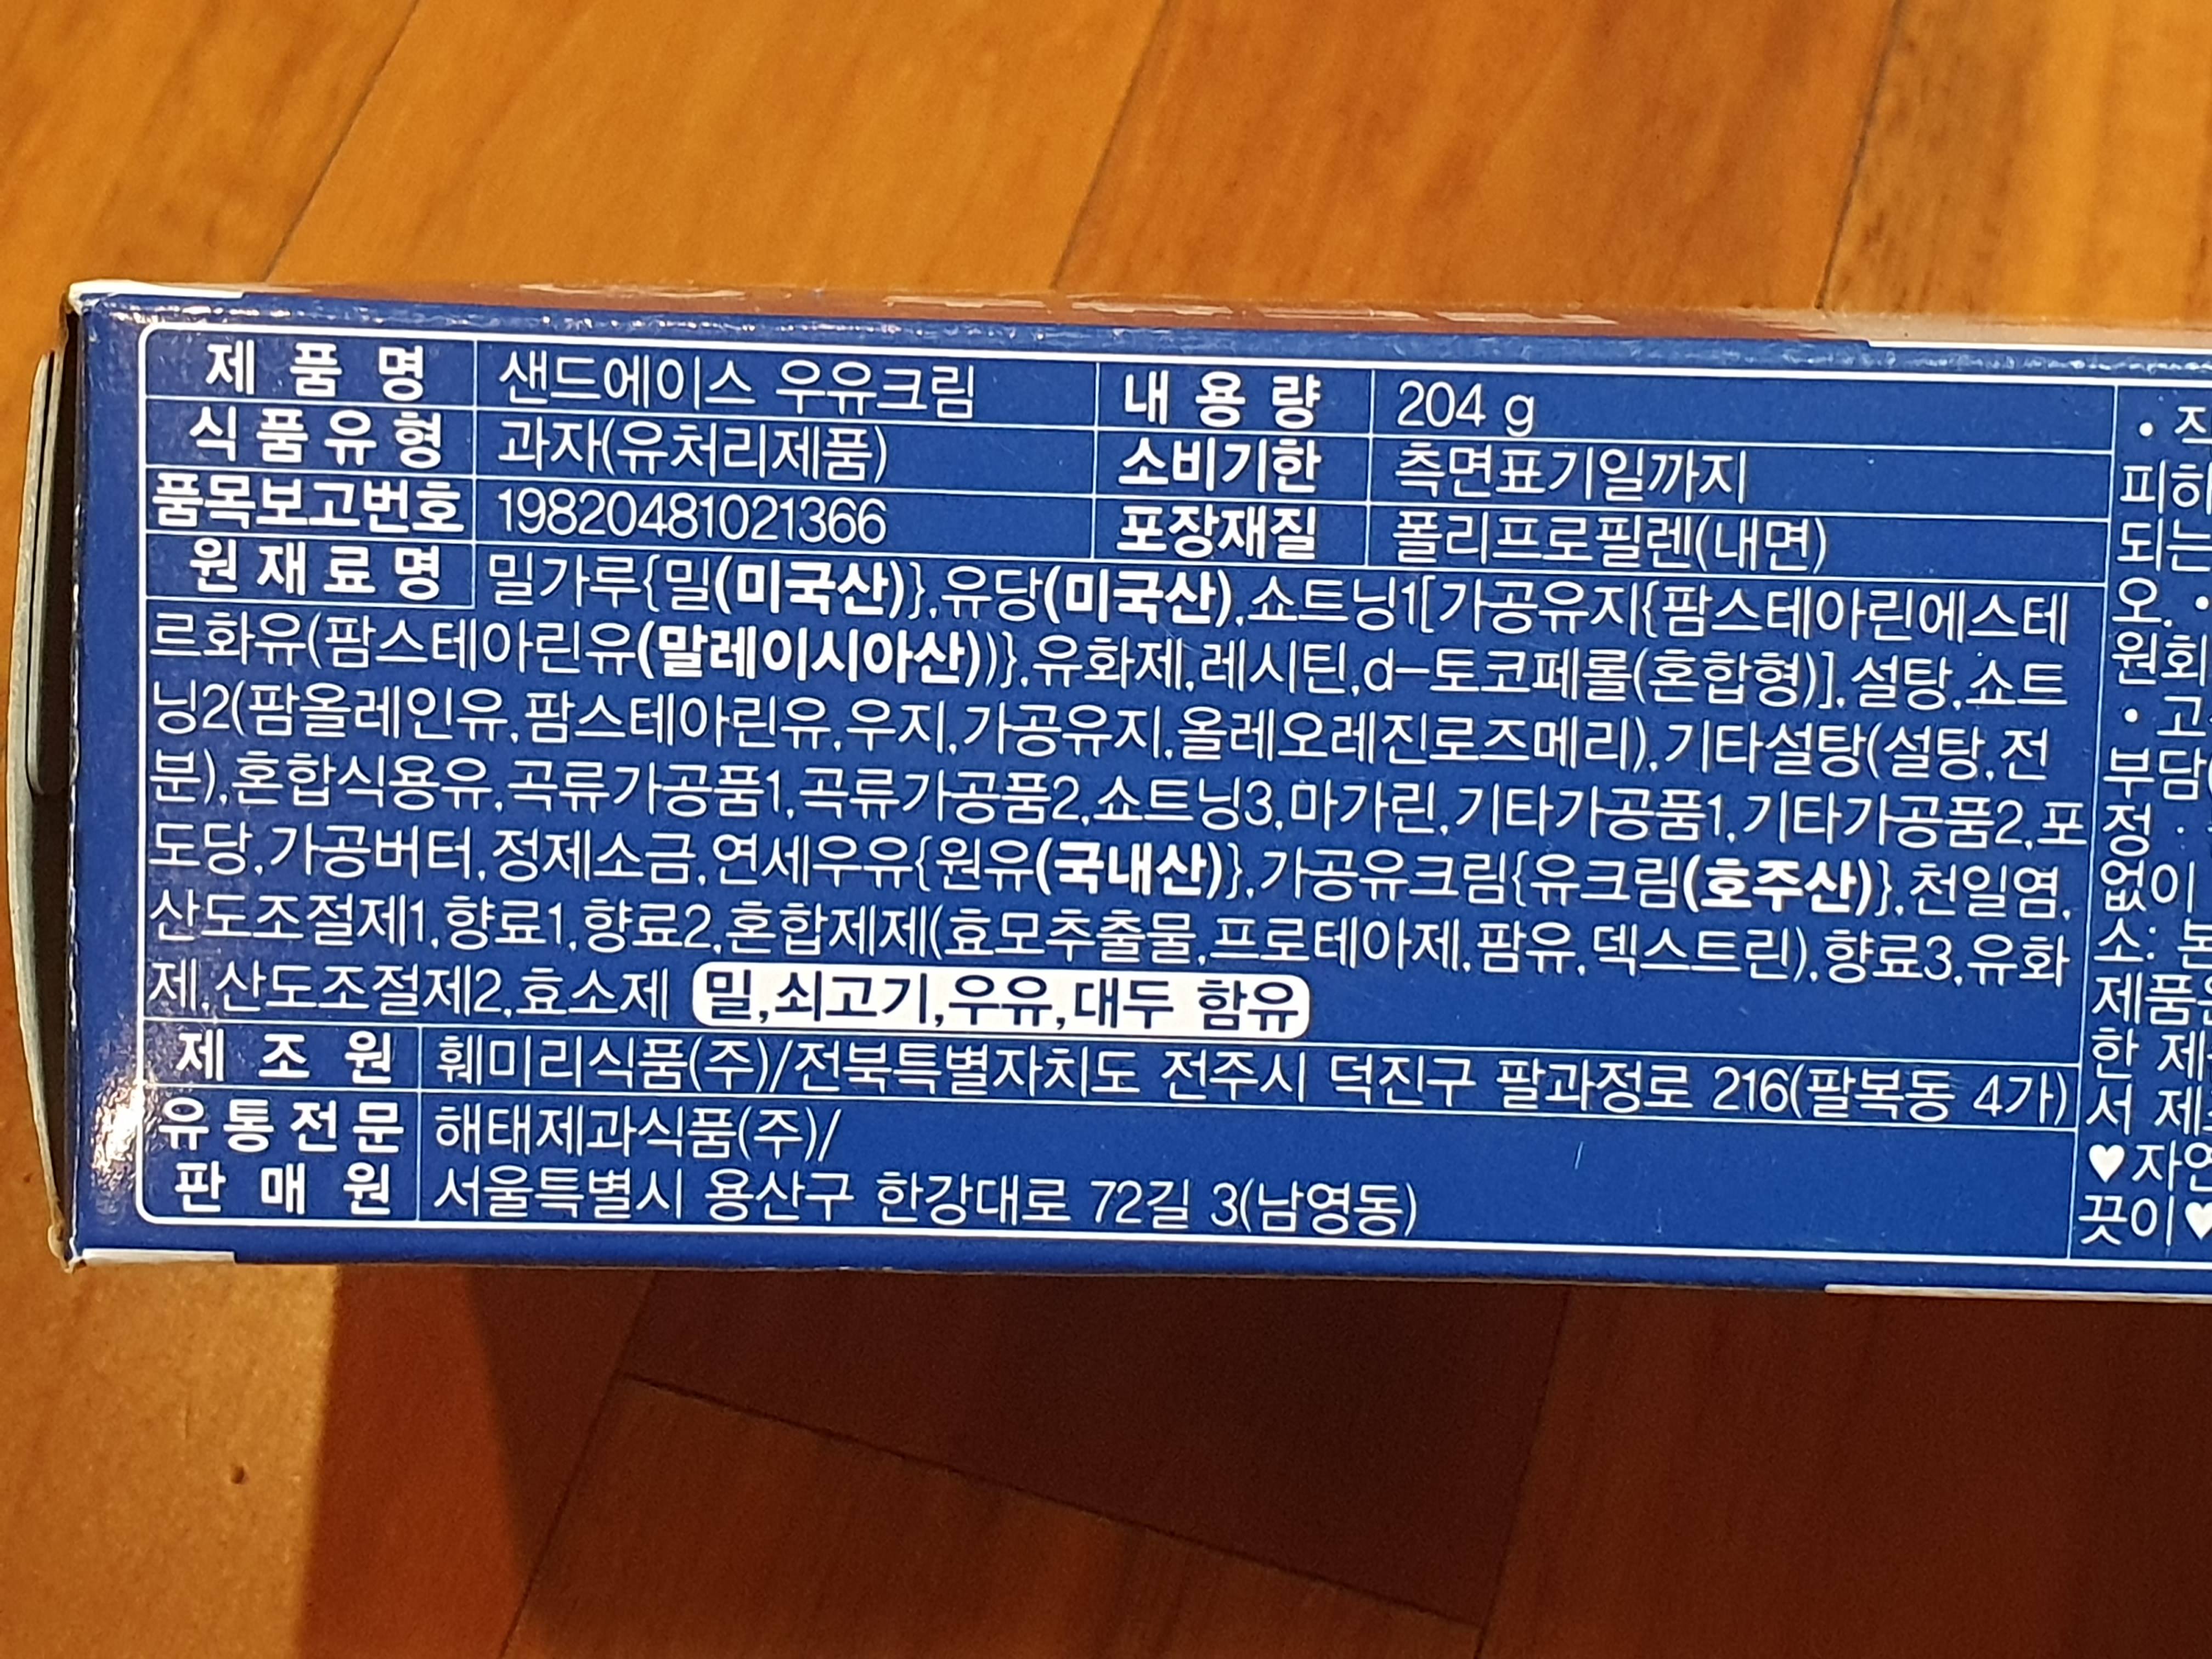 제 품 명 샌드에이스 우유크림 내 용 량 204 g
식품유형 과자(유처리제품) 소비기한 측면표기일까지
품목보고번호 19820481021366 포장재질 폴리프로필렌(내면)
원재료명 밀가루{밀(미국산)},유당(미국산),쇼트닝1[가공유지{팜스테아린에스테
르화유(팜스테아린유(말레이시아산))},유화제,레시틴,d-토코페롤(혼합형)],설탕,쇼트
닝2(팜올레인유,팜스테아린유,우지,가공유지,올레오레진로즈메리),기타설탕(설탕,전
분),혼합식용유,곡류가공품1,곡류가공품2,쇼트닝3,마가린,기타가공품1,기타가공품2,포
도당,가공버터,정제소금,연세우유{원유(국내산)},가공유크림{유크림(호주산)},천일염,
산도조절제1,향료1,향료2,혼합제제(효모추출물,프로테아제,팜유,덱스트린),향료3,유화
제,산도조절제2,효소제 밀,쇠고기,우유,대두 함유
제 조 원 훼미리식품(주)/전북특별자치도 전주시 덕진구 팔과정로 216(팔복동 4가)
유통전문 해태제과식품(주)/
판 매 원 서울특별시 용산구 한강대로 72길 3(남영동)
피하
되는
오. •
원회
• 고
부담(
정 :
없이
소: 본
제품은
한 제
서 제
♥자연
끗이♥